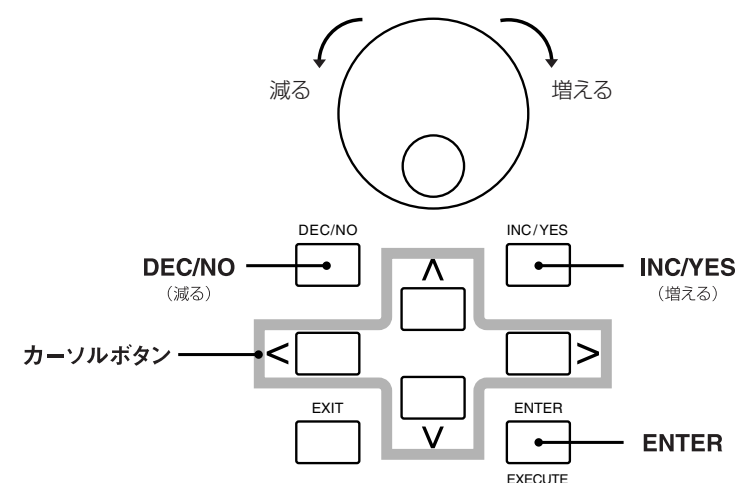 減る
増える
DEC/NO
INC/YES
DEC/NO
（減る）
INC/YES
（増える）
∧
カーソルボタン
<
>
EXIT
ENTER
∨
ENTER
EXECUTE